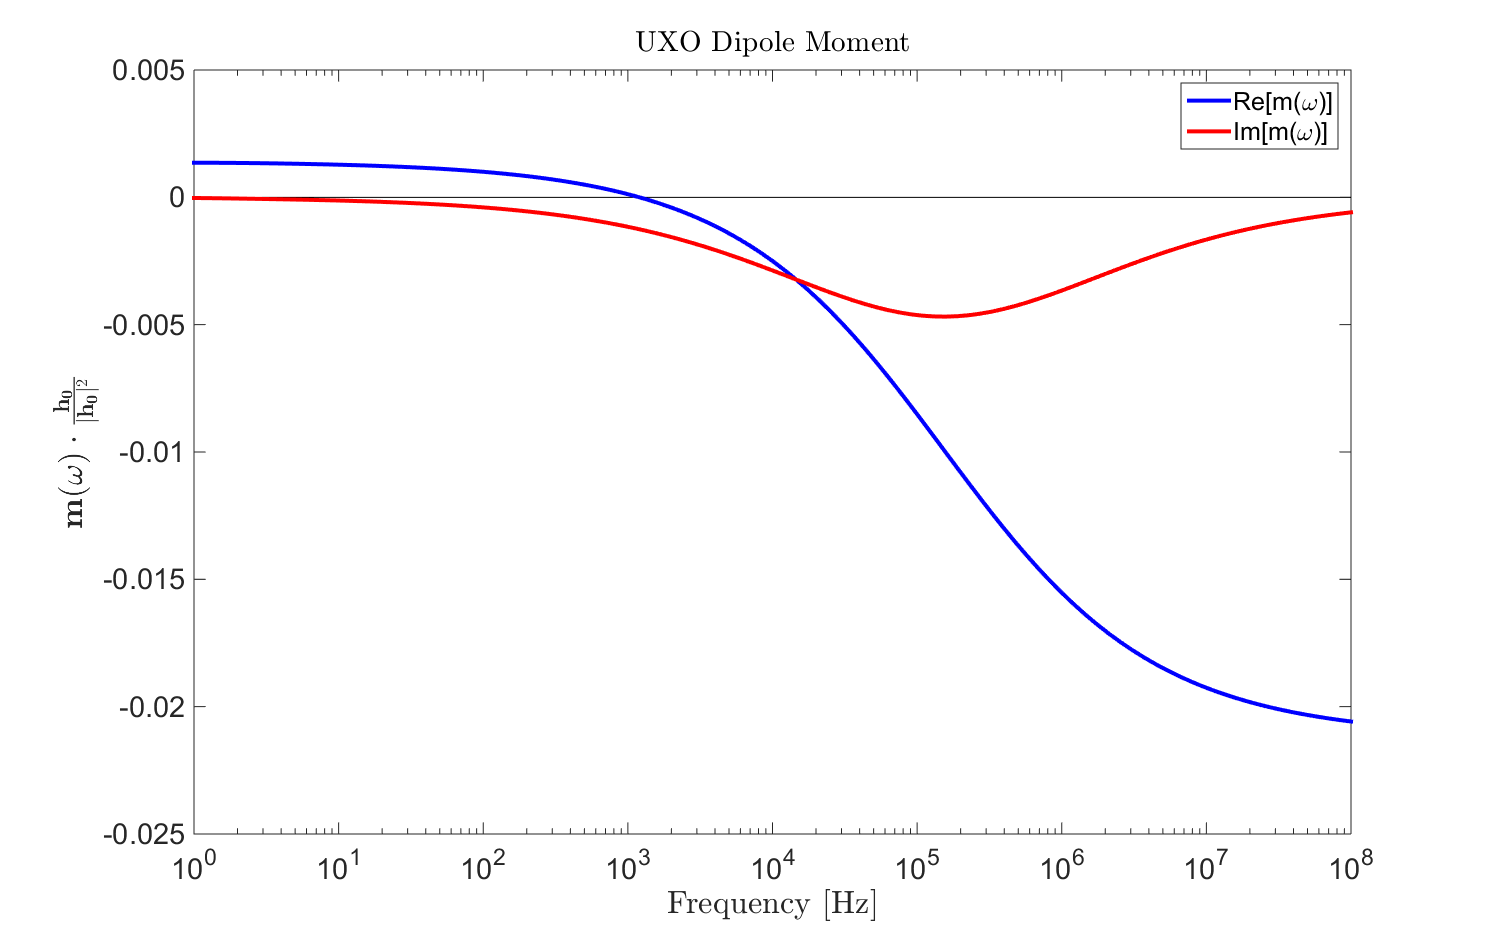 UXO Dipole Moment
0.005
0
-0.005
-0.01
-0.015
-0.02
-0.025
m(ω) · h₀/|h₀|²
Re[m(ω)]
Im[m(ω)]
10⁰ 10¹ 10² 10³ 10⁴ 10⁵ 10⁶ 10⁷ 10⁸
Frequency [Hz]